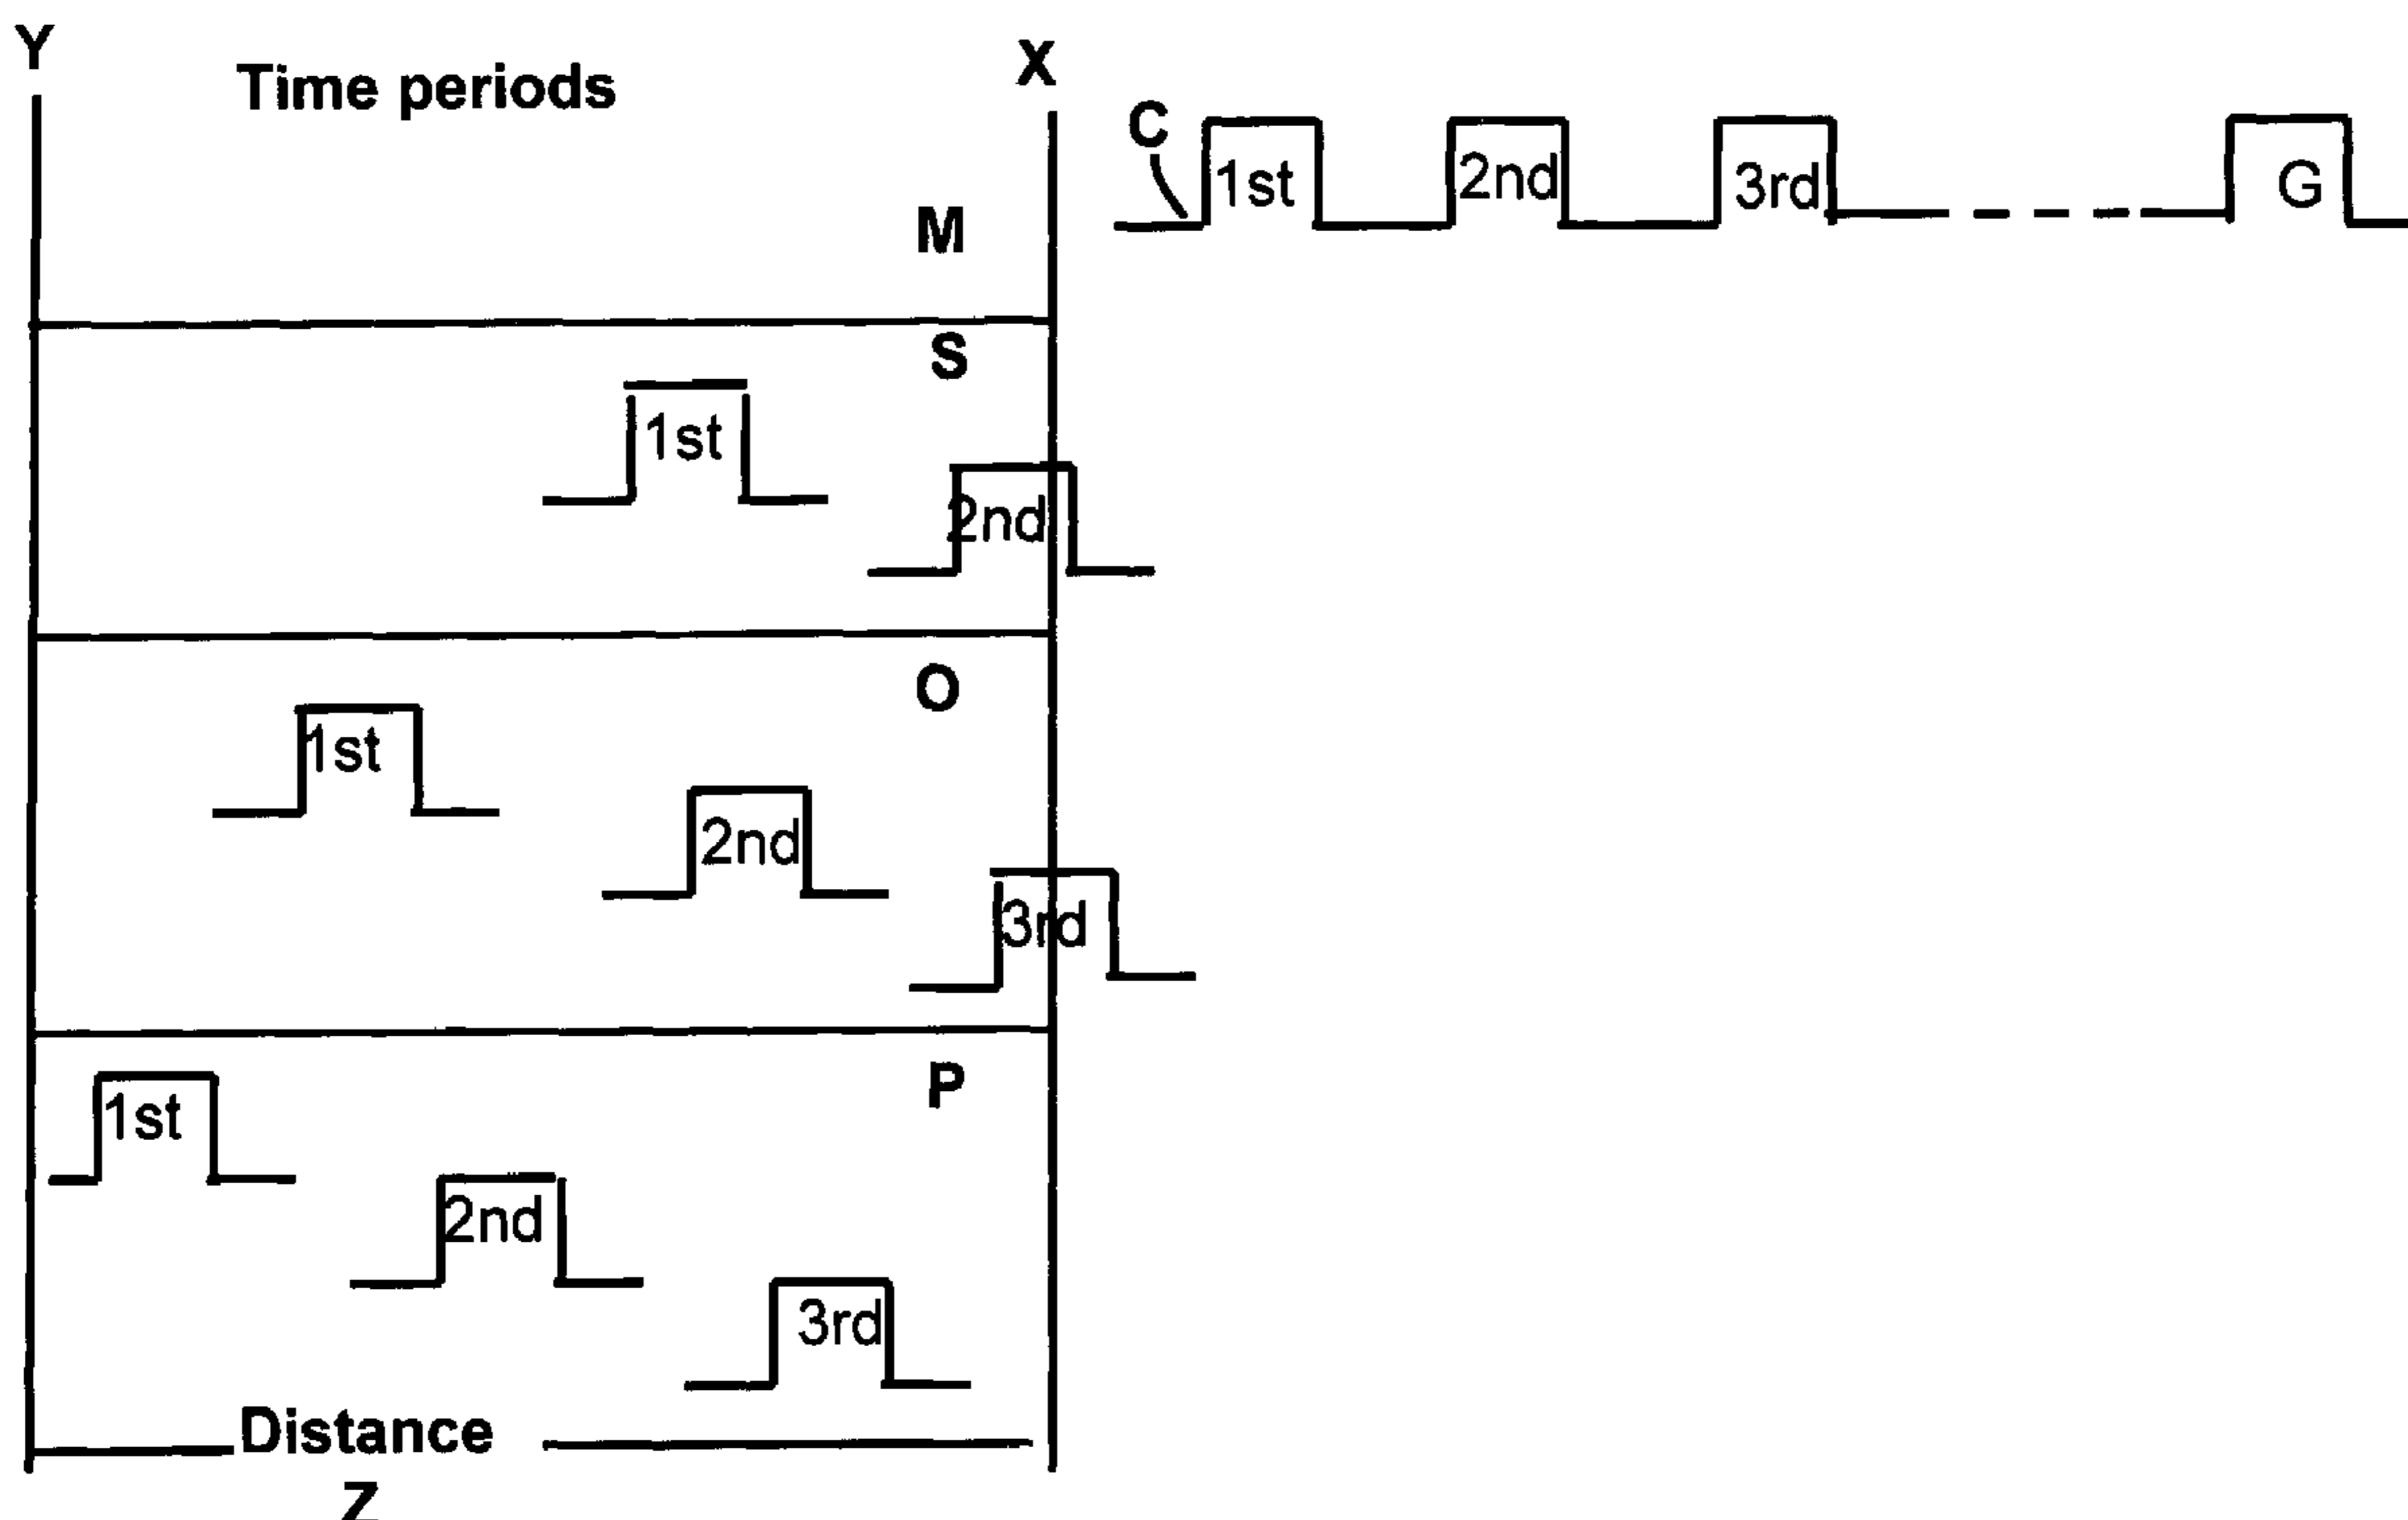 Y
Time periods
X
C
1st
2nd
3rd
G
M
S
1st
2nd
O
1st
2nd
3rd
P
1st
2nd
3rd
Distance
Z